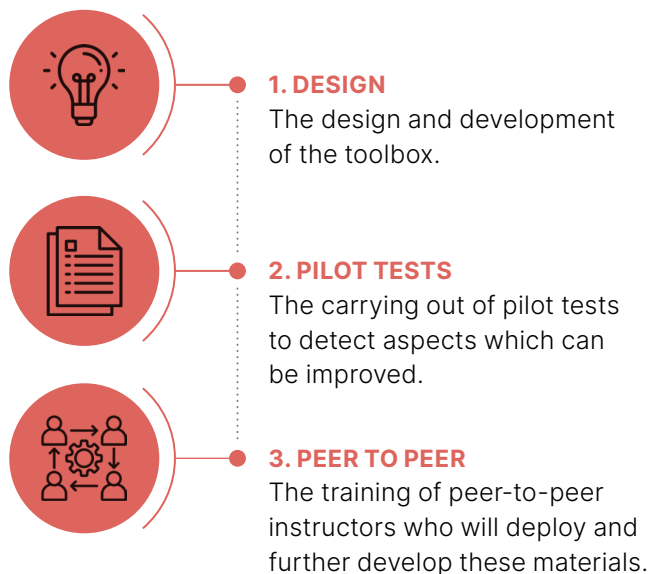 1. DESIGN
The design and development
of the toolbox.
2. PILOT TESTS
The carrying out of pilot tests
to detect aspects which can
be improved.
3. PEER TO PEER
The training of peer-to-peer
instructors who will deploy and
further develop these materials.